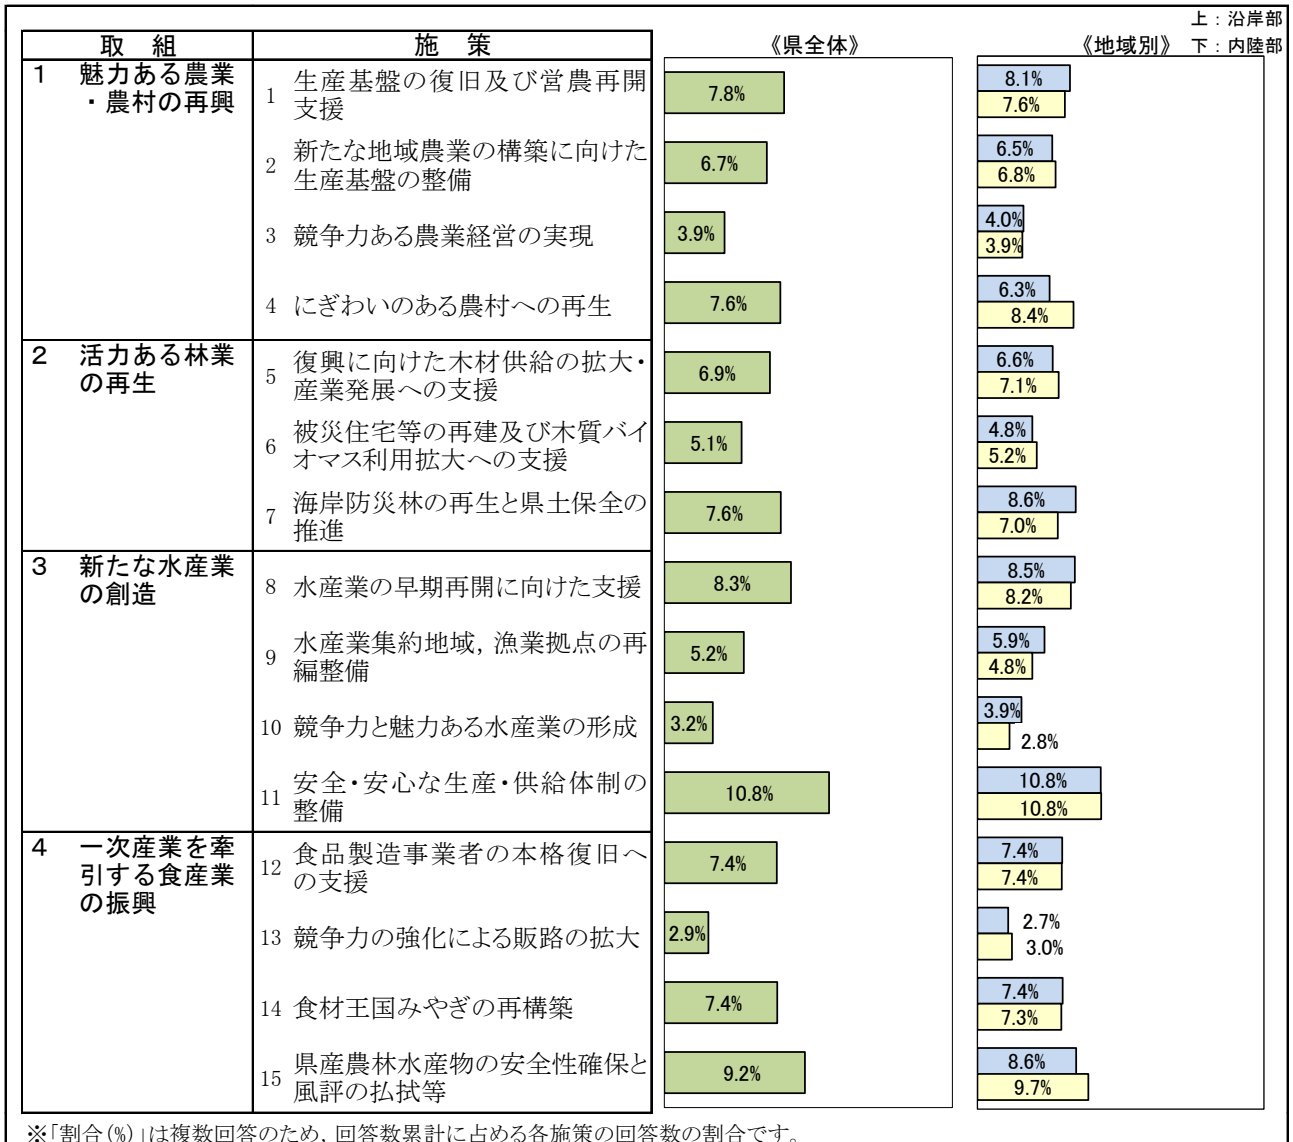 上：沿岸部
取　組　施　策　《県全体》　《地域別》　下：内陸部
1　魅力ある農業・農村の再興
1　生産基盤の復旧及び営農再開支援　7.8%　8.1%　7.6%
2　新たな地域農業の構築に向けた生産基盤の整備　6.7%　6.5%　6.8%
3　競争力ある農業経営の実現　3.9%　4.0%　3.9%
4　にぎわいのある農村への再生　7.6%　6.3%　8.4%
2　活力ある林業の再生
5　復興に向けた木材供給の拡大・産業発展への支援　6.9%　6.6%　7.1%
6　被災住宅等の再建及び木質バイオマス利用拡大への支援　5.1%　4.8%　5.2%
7　海岸防災林の再生と県土保全の推進　7.6%　8.6%　7.0%
3　新たな水産業の創造
8　水産業の早期再開に向けた支援　8.3%　8.5%　8.2%
9　水産業集約地域，漁業拠点の再編整備　5.2%　5.9%　4.8%
10　競争力と魅力ある水産業の形成　3.2%　3.9%　2.8%
11　安全・安心な生産・供給体制の整備　10.8%　10.8%　10.8%
4　一次産業を牽引する食産業の振興
12　食品製造事業者の本格復旧への支援　7.4%　7.4%　7.4%
13　競争力の強化による販路の拡大　2.9%　2.7%　3.0%
14　食材王国みやぎの再構築　7.4%　7.4%　7.3%
15　県産農林水産物の安全性確保と風評の払拭等　9.2%　8.6%　9.7%
※「割合(%)」は複数回答のため，回答数累計に占める各施策の回答数の割合です。